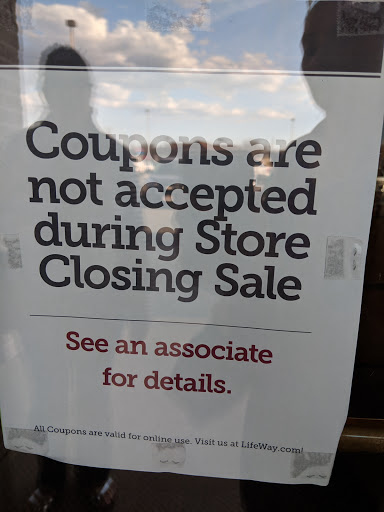 Coupons are
not accepted
during Store
Closing Sale
See an associate
for details.
All Coupons are valid for online use. Visit us at LifeWay.com!